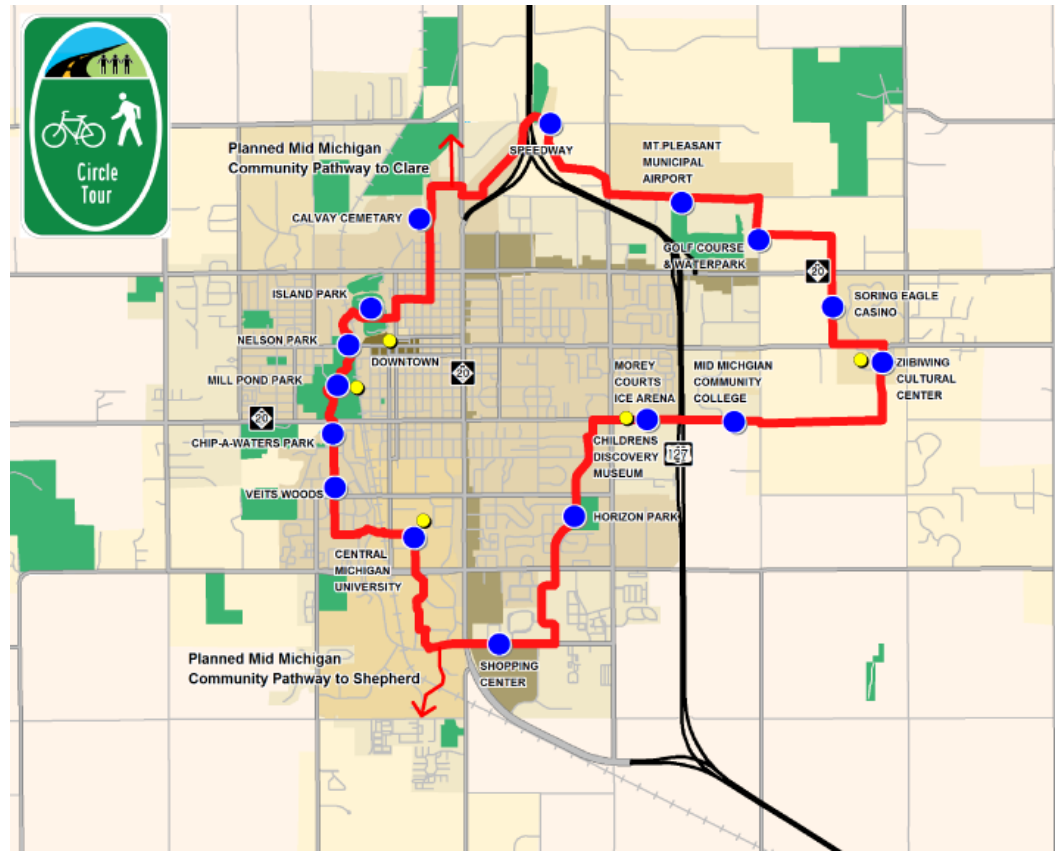 Circle
Tour
Planned Mid Michigan
Community Pathway to Clare
SPEEDWAY
MT.PLEASANT
MUNICIPAL
AIRPORT
CALVAY CEMETARY
GOLF COURSE
& WATERPARK
20
ISLAND PARK
SORING EAGLE
CASINO
NELSON PARK
DOWNTOWN
MOREY
COURTS
ICE ARENA
MID MICHGIAN
COMMUNITY
COLLEGE
ZIIBIWING
CULTURAL
CENTER
MILL POND PARK
20
20
CHIP-A-WATERS PARK
CHILDRENS
DISCOVERY
MUSEUM
127
VEITS WOODS
HORIZON PARK
CENTRAL
MICHIGAN
UNIVERSITY
Planned Mid Michigan
Community Pathway to Shepherd
SHOPPING
CENTER